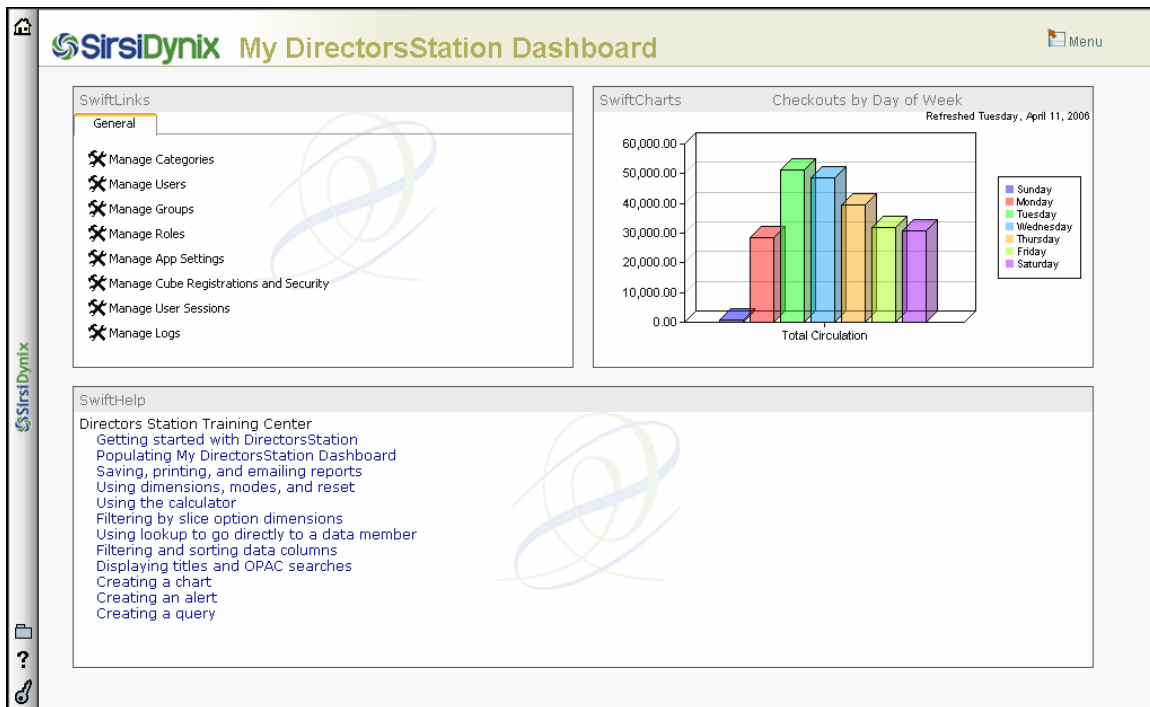 SirsiDynix My DirectorsStation Dashboard
Menu
SwiftLinks
General
Manage Categories
Manage Users
Manage Groups
Manage Roles
Manage App Settings
Manage Cube Registrations and Security
Manage User Sessions
Manage Logs
SwiftCharts Checkouts by Day of Week
Refreshed Tuesday, April 11, 2006
60,000.00
50,000.00
40,000.00
30,000.00
20,000.00
10,000.00
0.00
Total Circulation
Sunday
Monday
Tuesday
Wednesday
Thursday
Friday
Saturday
SirsiDynix
SwiftHelp
Directors Station Training Center
Getting started with DirectorsStation
Populating My DirectorsStation Dashboard
Saving, printing, and emailing reports
Using dimensions, modes, and reset
Using the calculator
Filtering by slice option dimensions
Using lookup to go directly to a data member
Filtering and sorting data columns
Displaying titles and OPAC searches
Creating a chart
Creating an alert
Creating a query
?